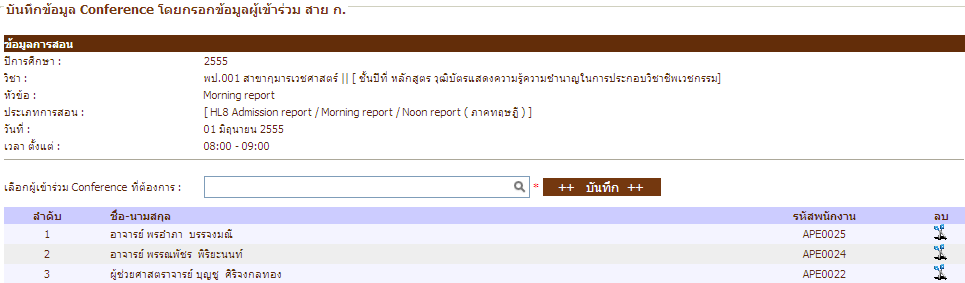 บันทึกข้อมูล Conference โดยกรอกข้อมูลผู้เข้าร่วม สาย ก.
ข้อมูลการสอน
ปีการศึกษา : 2555
วิชา : พป.001 สาขากุมารเวชศาสตร์ || [ ชั้นปีที่ หลักสูตร วุฒิบัตรแสดงความรู้ความชำนาญในการประกอบวิชาชีพเวชกรรม]
หัวข้อ : Morning report
ประเภทการสอน : [ HL8 Admission report / Morning report / Noon report ( ภาคทฤษฎี ) ]
วันที่ : 01 มิถุนายน 2555
เวลา ตั้งแต่ : 08:00 - 09:00
เลือกผู้เข้าร่วม Conference ที่ต้องการ : * ++ บันทึก ++
ลำดับ ชื่อ-นามสกุล รหัสพนักงาน ลบ
1 อาจารย์ พรอำภา บรรจงมณี APE0025
2 อาจารย์ พรรณพัชร พิริยะนนท์ APE0024
3 ผู้ช่วยศาสตราจารย์ บุญชู ศิริจงกลทอง APE0022